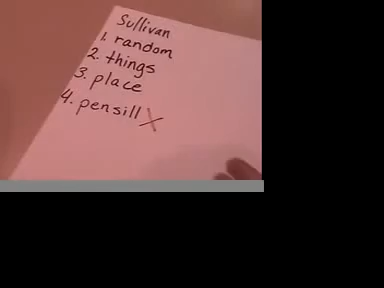 Sullivan
1. random
2. things
3. place
4. pensill X